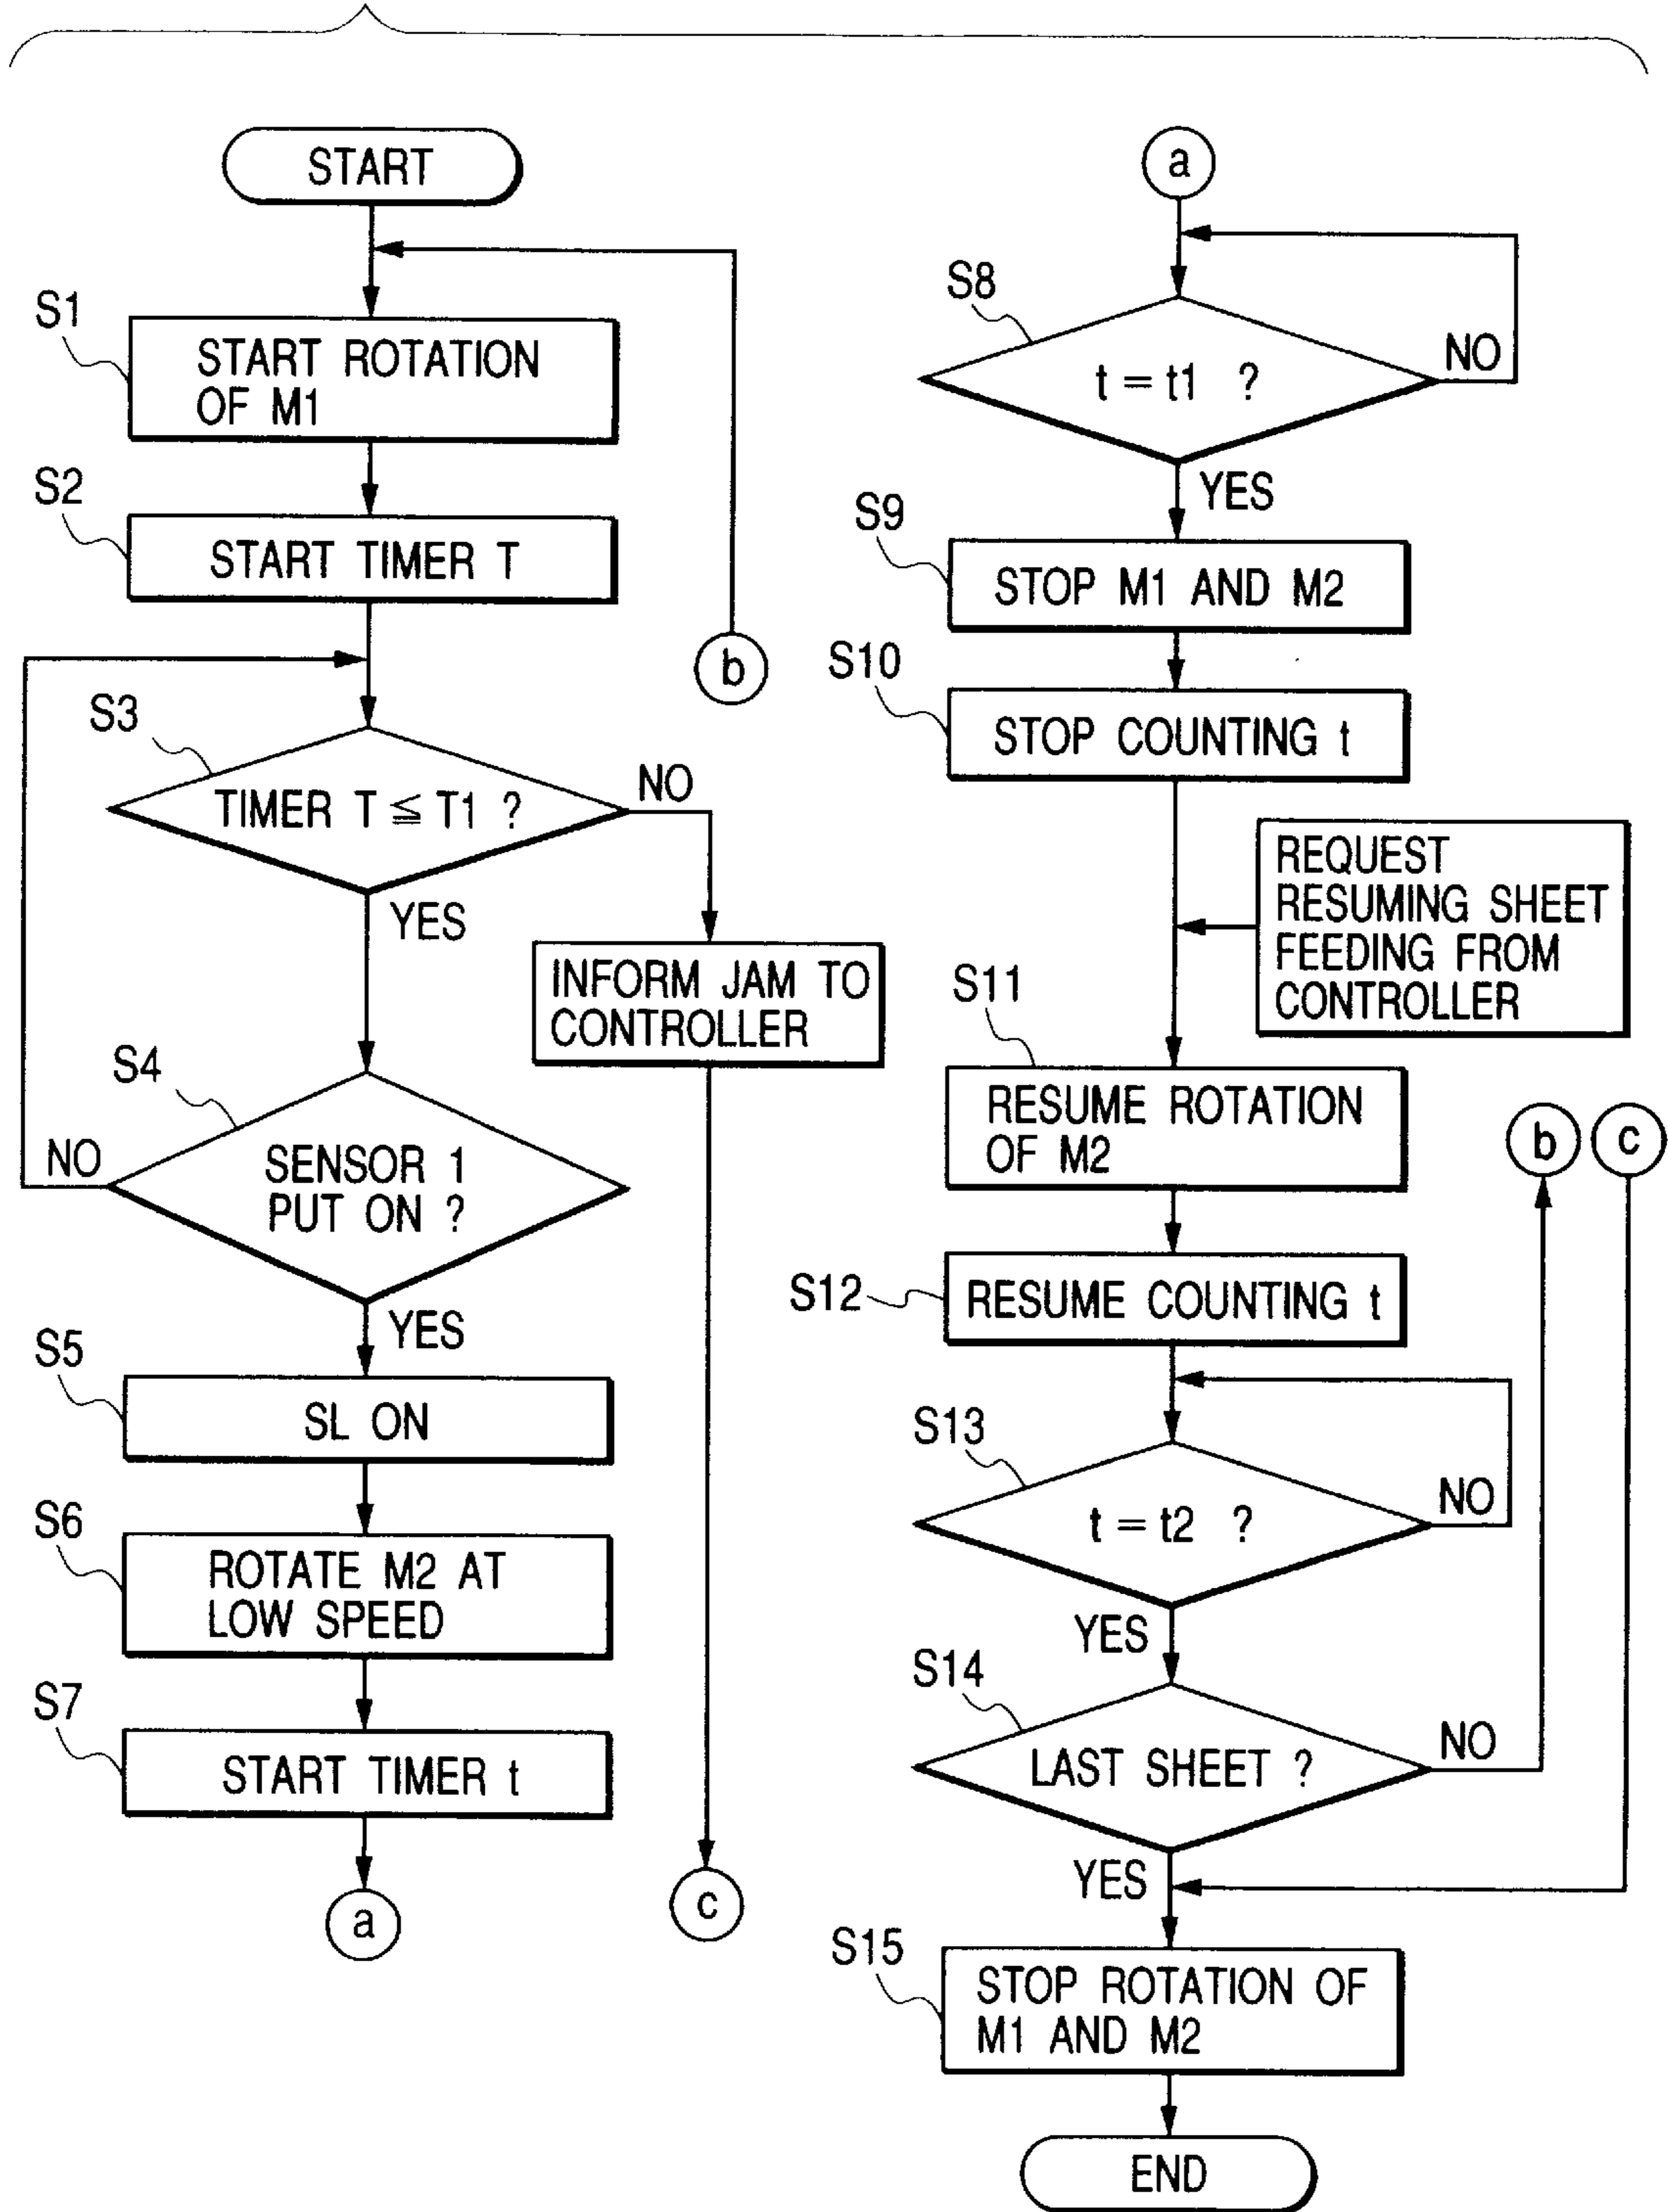 START
S1
START ROTATION
OF M1
S2
START TIMER T
b
S3
TIMER T ≦ T1 ?
NO
YES
INFORM JAM TO
CONTROLLER
S4
SENSOR 1
PUT ON ?
NO
YES
S5
SL ON
S6
ROTATE M2 AT
LOW SPEED
S7
START TIMER t
a
c
a
S8
t = t1 ?
NO
YES
S9
STOP M1 AND M2
S10
STOP COUNTING t
REQUEST
RESUMING SHEET
FEEDING FROM
CONTROLLER
S11
RESUME ROTATION
OF M2
b
c
S12
RESUME COUNTING t
S13
t = t2 ?
NO
YES
S14
LAST SHEET ?
NO
YES
S15
STOP ROTATION OF
M1 AND M2
END